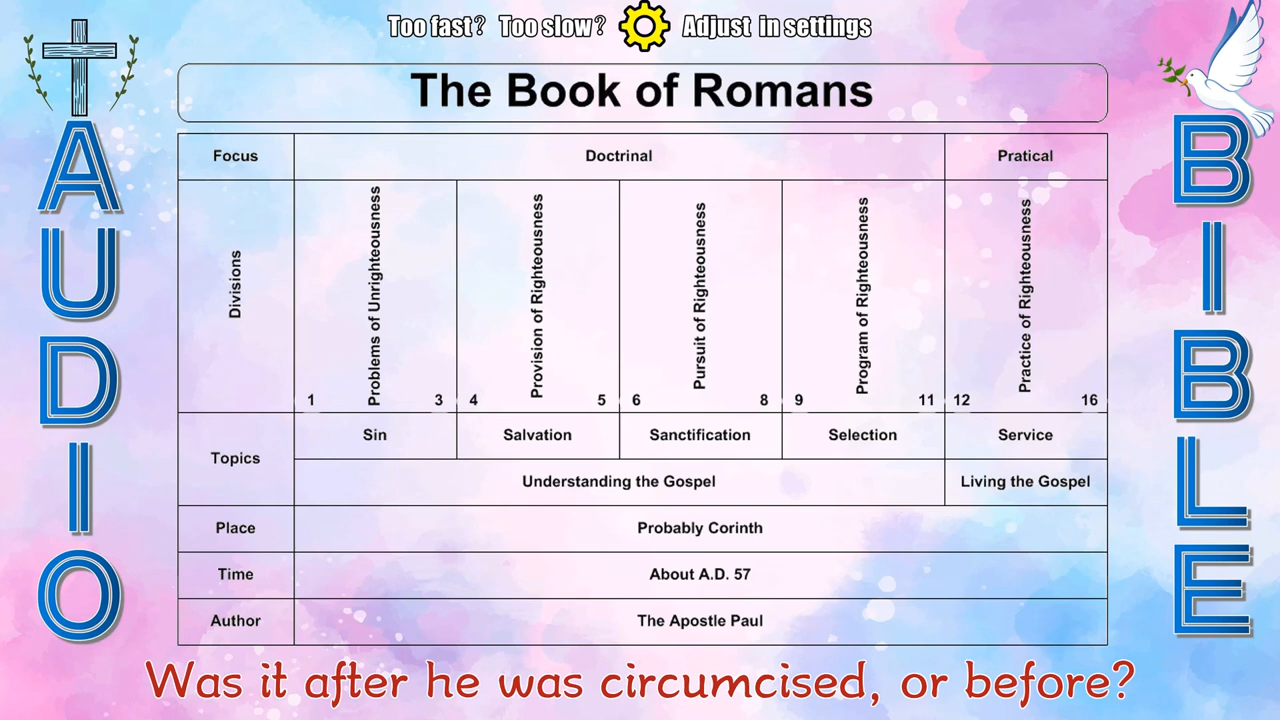 Too fast? Too slow? Adjust in settings
AUDIO
BIBLE
The Book of Romans
Focus Doctrinal Pratical
Divisions
Problems of Unrighteousness
Provision of Righteousness
Pursuit of Righteousness
Program of Righteousness
Practice of Righteousness
1 3 4 5 6 8 9 11 12 16
Topics
Sin Salvation Sanctification Selection Service
Understanding the Gospel Living the Gospel
Place Probably Corinth
Time About A.D. 57
Author The Apostle Paul
Was it after he was circumcised, or before?